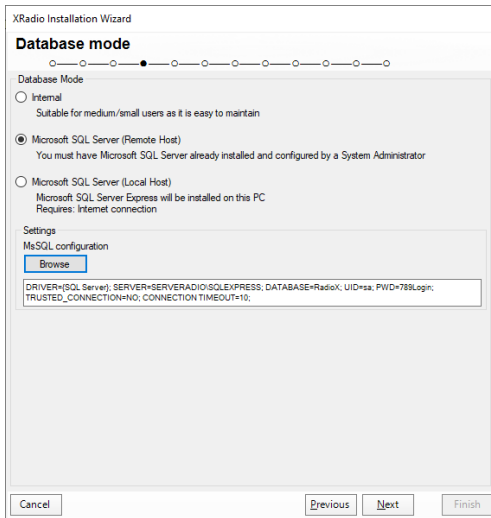 XRadio Installation Wizard
Database mode
Database Mode
Internal
Suitable for medium/small users as it is easy to maintain
Microsoft SQL Server (Remote Host)
You must have Microsoft SQL Server already installed and configured by a System Administrator
Microsoft SQL Server (Local Host)
Microsoft SQL Server Express will be installed on this PC
Requires: Internet connection
Settings
MsSQL configuration
Browse
DRIVER={SQL Server}; SERVER=SERVERADIO\SQLEXPRESS; DATABASE=RadioX; UID=sa; PWD=789Login;
TRUSTED_CONNECTION=NO; CONNECTION TIMEOUT=10;
Cancel Previous Next Finish